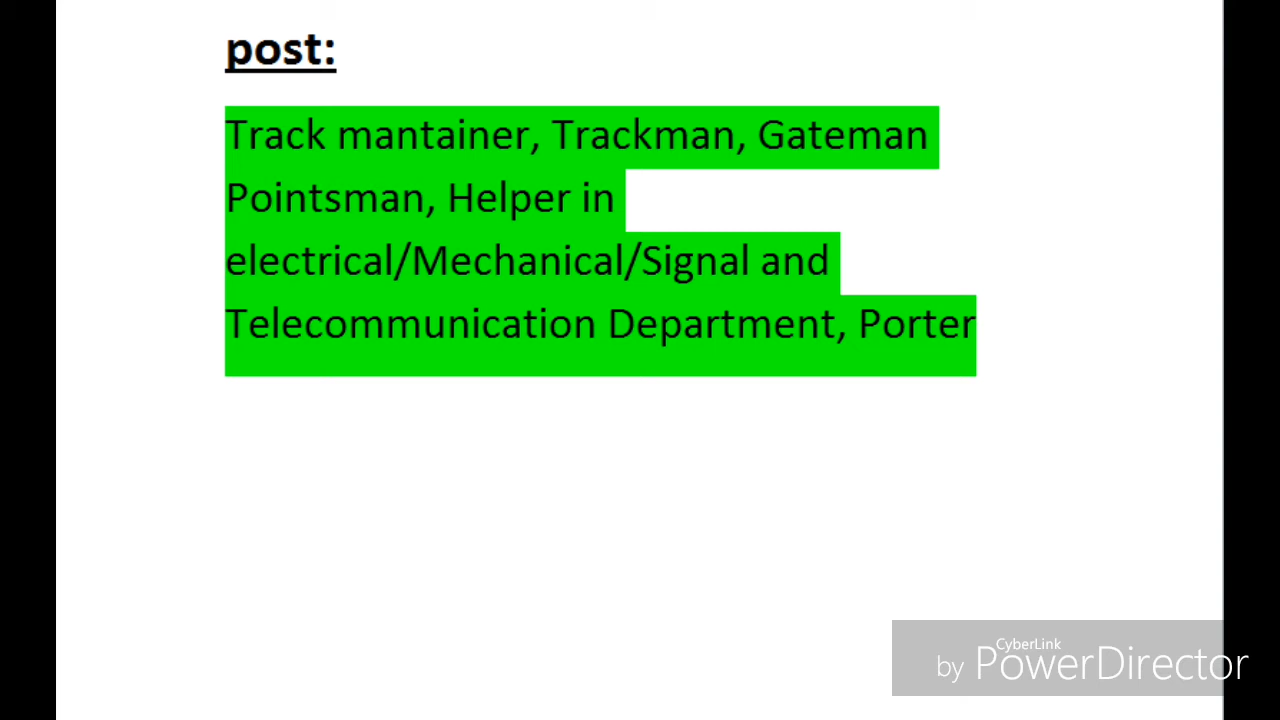 post:
Track mantainer, Trackman, Gateman
Pointsman, Helper in
electrical/Mechanical/Signal and
Telecommunication Department, Porter
CyberLink
by PowerDirector